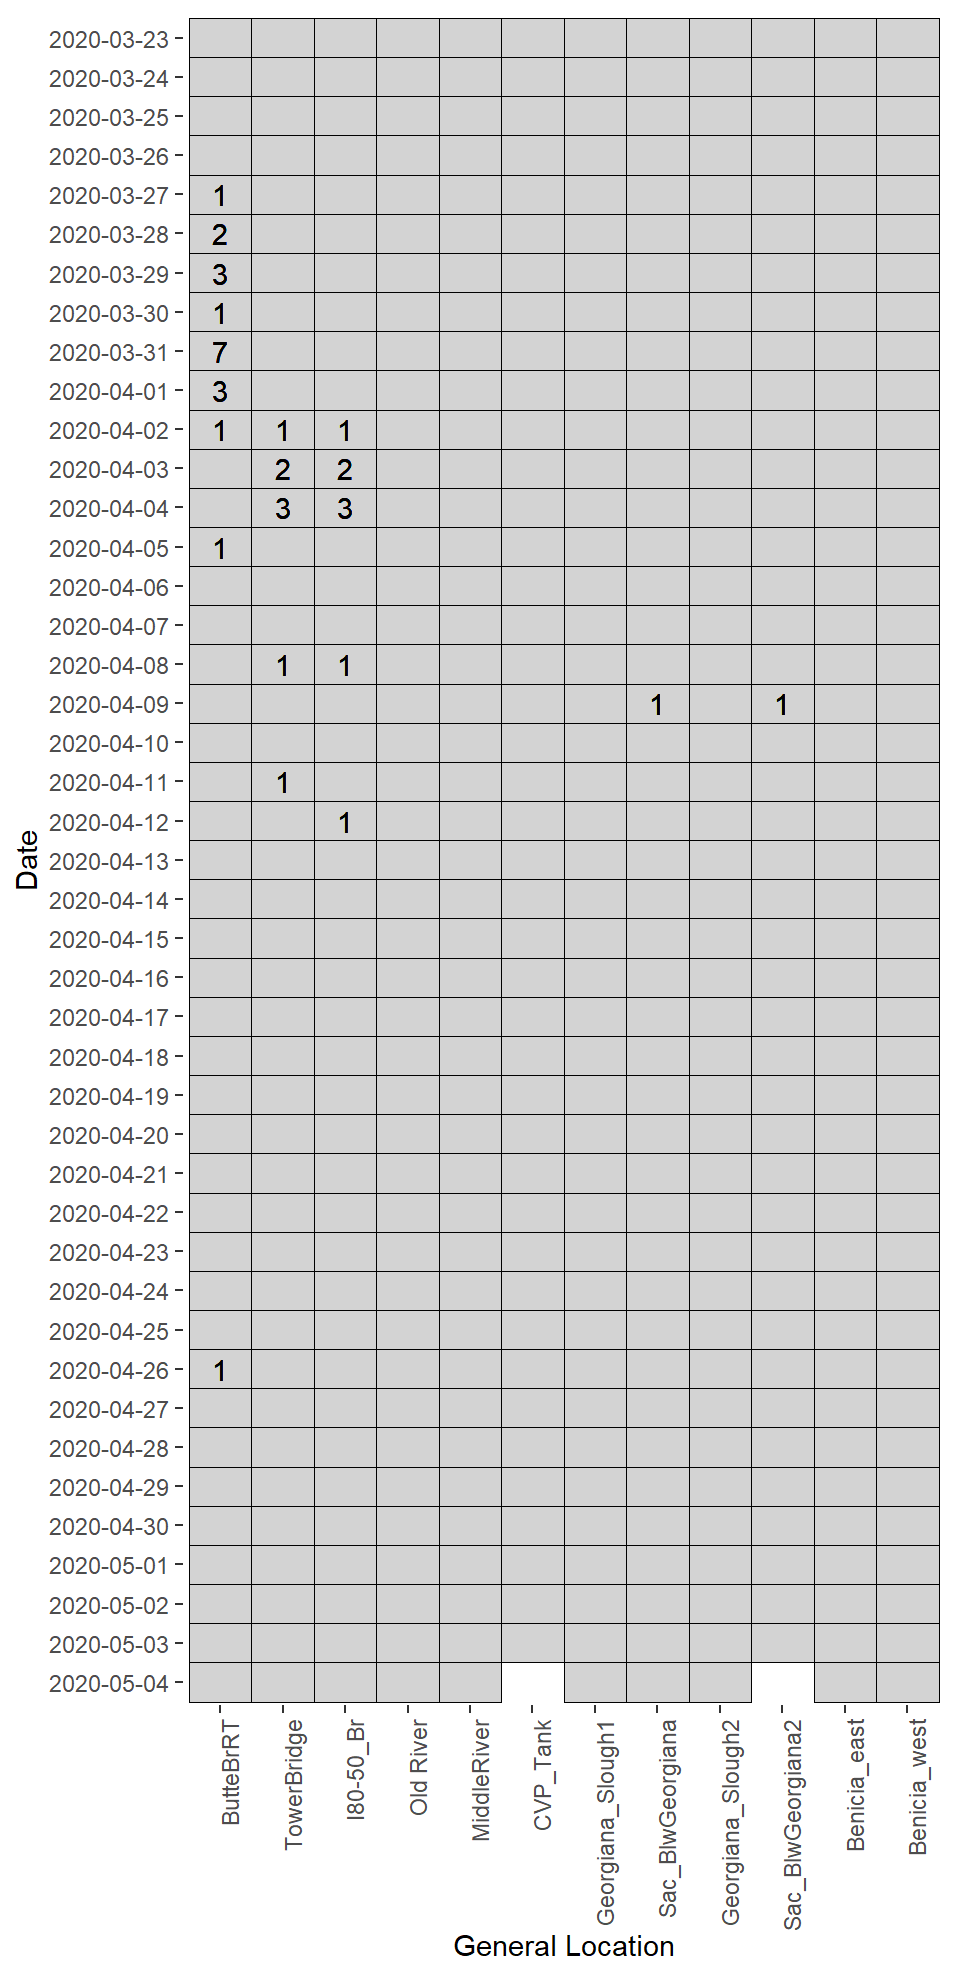 2020-03-23
2020-03-24
2020-03-25
2020-03-26
2020-03-27 1
2020-03-28 2
2020-03-29 3
2020-03-30 1
2020-03-31 7
2020-04-01 3
2020-04-02 1 1 1
2020-04-03 2 2
2020-04-04 3 3
2020-04-05 1
2020-04-06
2020-04-07
2020-04-08 1 1
2020-04-09 1 1
2020-04-10
2020-04-11 1
2020-04-12 1
2020-04-13
2020-04-14
2020-04-15
2020-04-16
2020-04-17
2020-04-18
2020-04-19
2020-04-20
2020-04-21
2020-04-22
2020-04-23
2020-04-24
2020-04-25
2020-04-26 1
2020-04-27
2020-04-28
2020-04-29
2020-04-30
2020-05-01
2020-05-02
2020-05-03
2020-05-04
Date
ButteBrRT
TowerBridge
I80-50_Br
Old River
MiddleRiver
CVP_Tank
Georgiana_Slough1
Sac_BlwGeorgiana
Georgiana_Slough2
Sac_BlwGeorgiana2
Benicia_east
Benicia_west
General Location